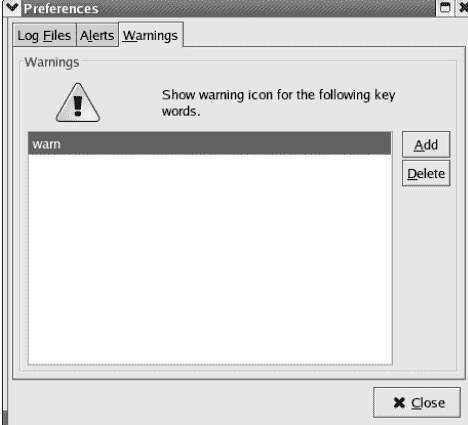 Preferences
Log Files Alerts Warnings
Warnings
Show warning icon for the following key
words.
warn
Add
Delete
Close